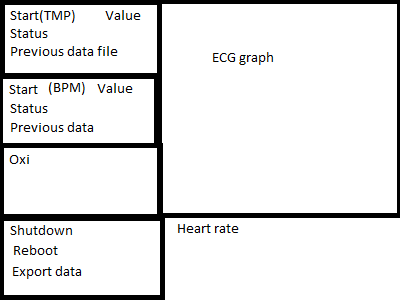 Start(TMP) Value
Status
Previous data file
ECG graph
Start (BPM) Value
Status
Previous data
Oxi
Shutdown
Reboot
Export data
Heart rate